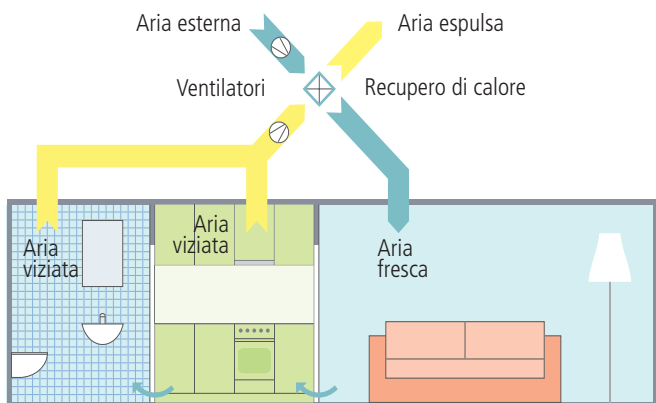 Aria esterna
Aria espulsa
Ventilatori
Recupero di calore
Aria
viziata
Aria
viziata
Aria
fresca